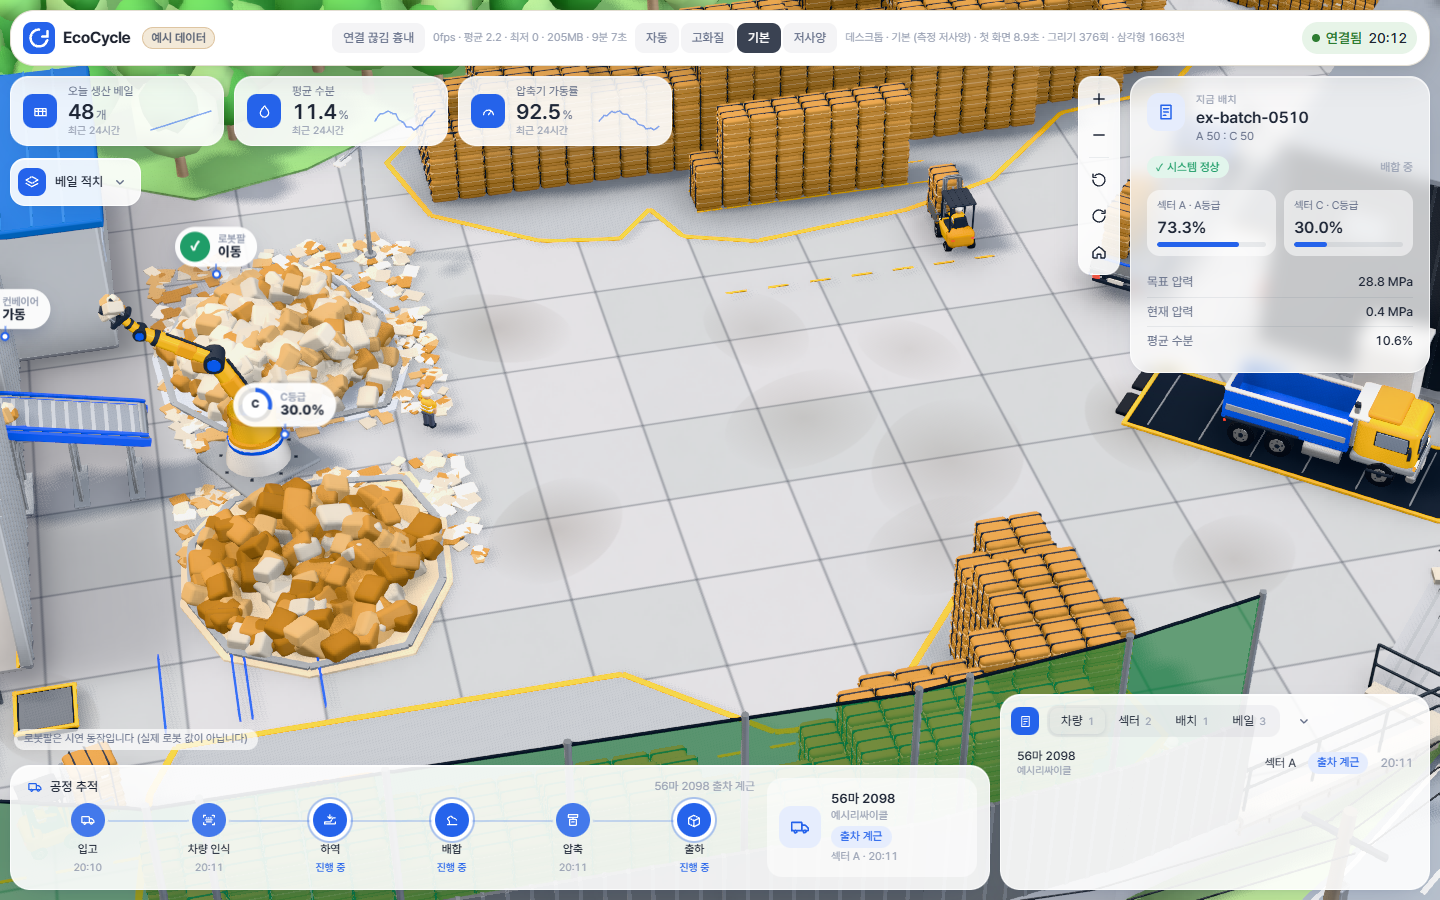 EcoCycle
예시 데이터
연결 끊김 흉내
0fps · 평균 2.2 · 최저 0 · 205MB · 9분 7초
자동
고화질
기본
저사양
데스크톱 · 기본 (측정 저사양) · 첫 화면 8.9초 · 그리기 376회 · 삼각형 1663천
연결됨 20:12
오늘 생산 베일
48개
최근 24시간
평균 수분
11.4%
최근 24시간
압축기 가동률
92.5%
최근 24시간
베일 적치
지금 배치
ex-batch-0510
A 50 : C 50
✓ 시스템 정상
배합 중
섹터 A · A등급
73.3%
섹터 C · C등급
30.0%
목표 압력
28.8 MPa
현재 압력
0.4 MPa
평균 수분
10.6%
로봇팔
이동
컨베이어
가동
C
C등급
30.0%
로봇팔은 시연 동작입니다 (실제 로봇 값이 아닙니다)
공정 추적
56마 2098 출차 계근
입고
20:10
차량 인식
20:11
하역
진행 중
배합
진행 중
압축
20:11
출하
진행 중
56마 2098
예시리싸이클
출차 계근
섹터 A · 20:11
차량 1
섹터 2
배치 1
베일 3
56마 2098
예시리싸이클
섹터 A
출차 계근
20:11